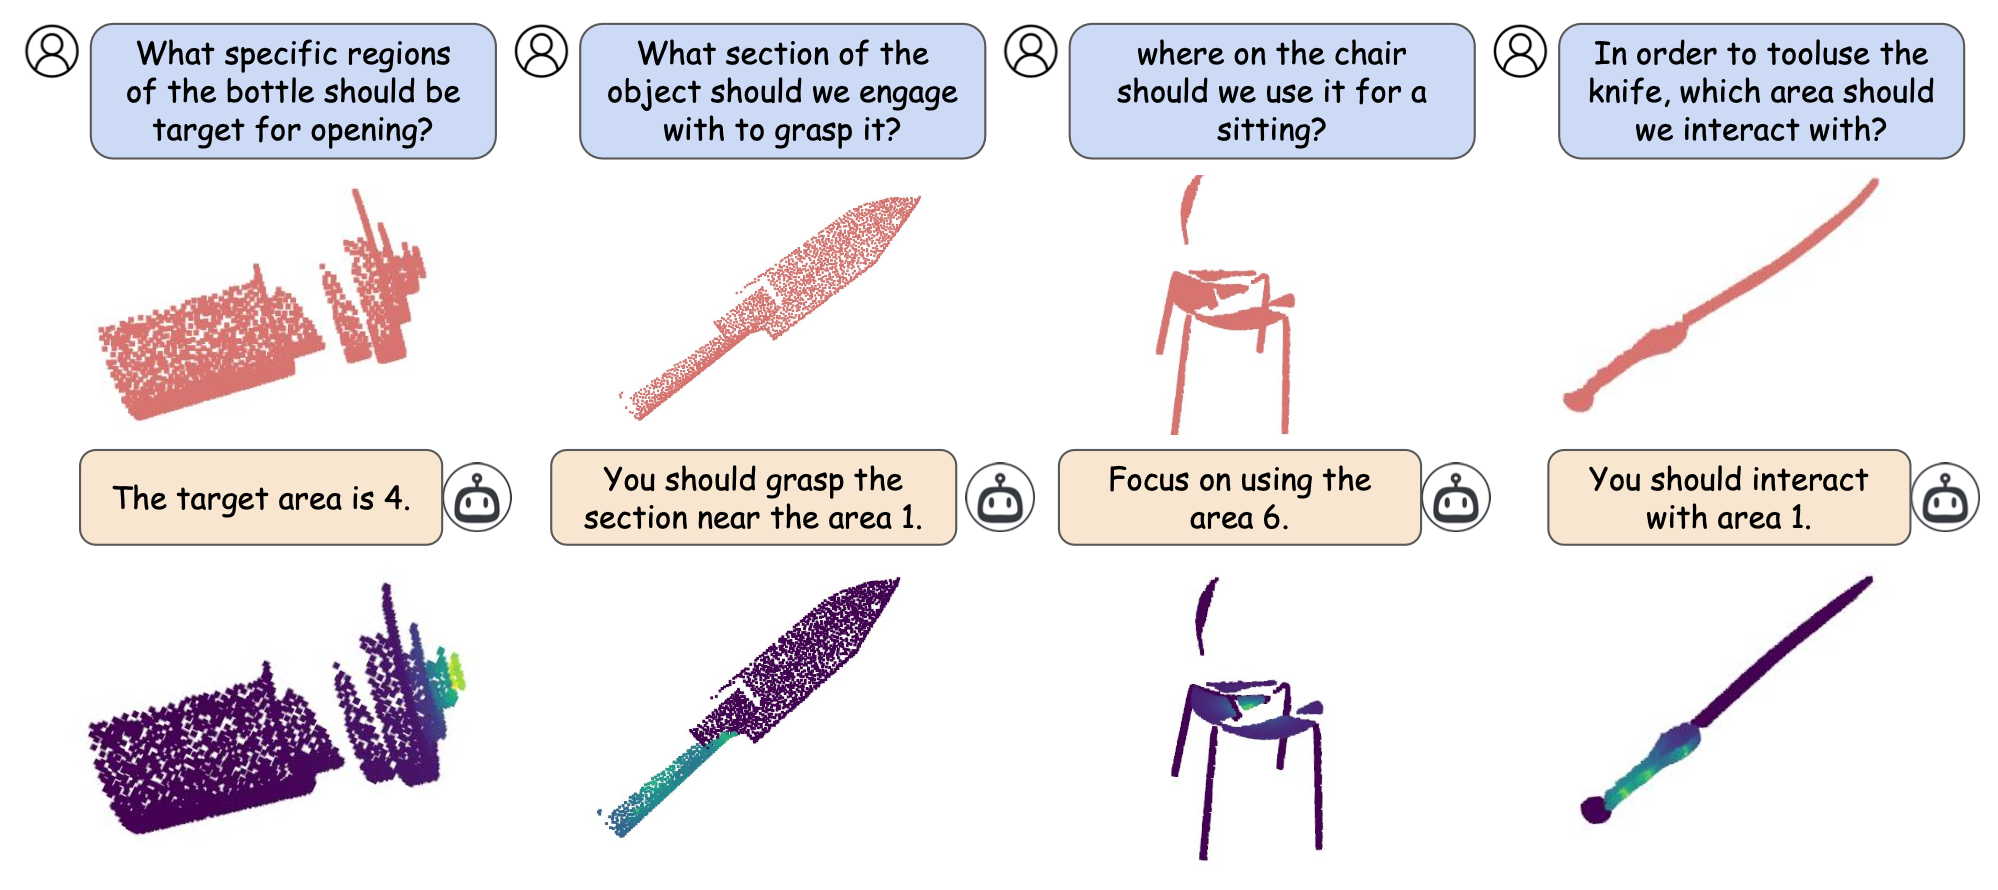 What specific regions
of the bottle should be
target for opening?
What section of the
object should we engage
with to grasp it?
where on the chair
should we use it for a
sitting?
In order to tooluse the
knife, which area should
we interact with?
The target area is 4.
You should grasp the
section near the area 1.
Focus on using the
area 6.
You should interact
with area 1.